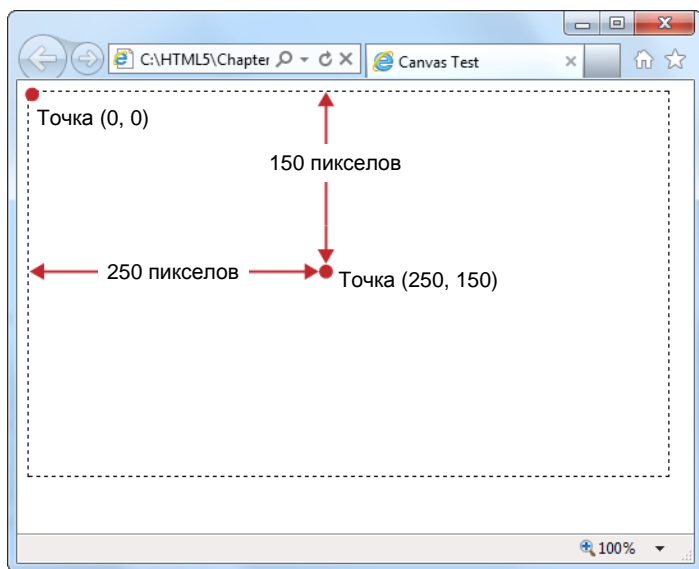 C:\HTML5\Chapter
Canvas Test
Точка (0, 0)
150 пикселов
250 пикселов
Точка (250, 150)
100%